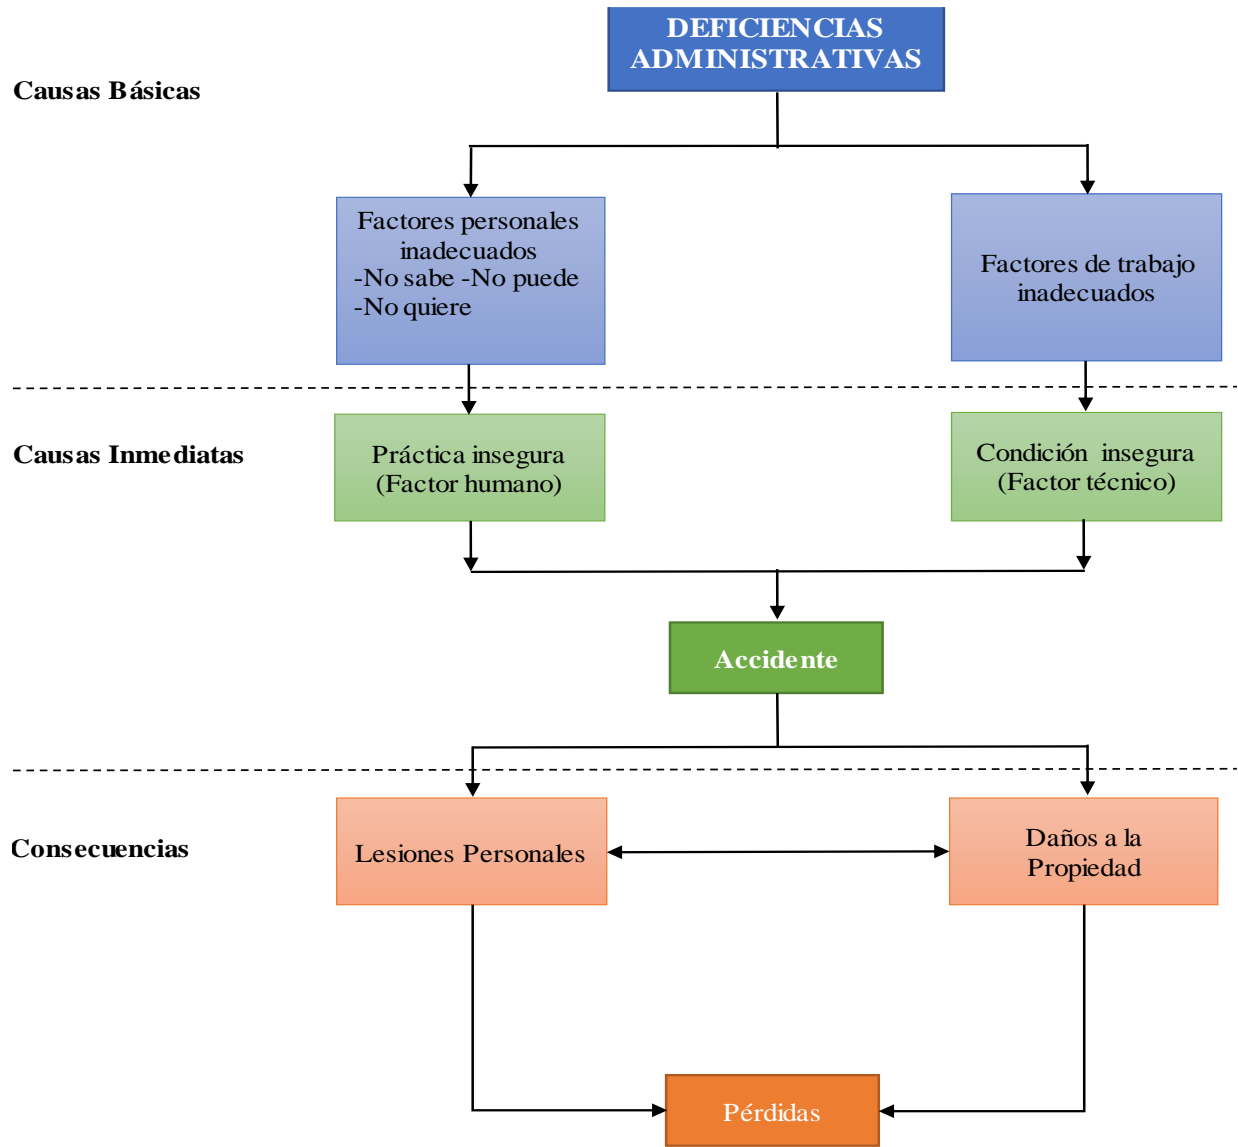 DEFICIENCIAS
ADMINISTRATIVAS
Causas Básicas
Factores personales
inadecuados
-No sabe -No puede
-No quiere
Factores de trabajo
inadecuados
Causas Inmediatas
Práctica insegura
(Factor humano)
Condición insegura
(Factor técnico)
Accidente
Consecuencias
Lesiones Personales
Daños a la
Propiedad
Pérdidas